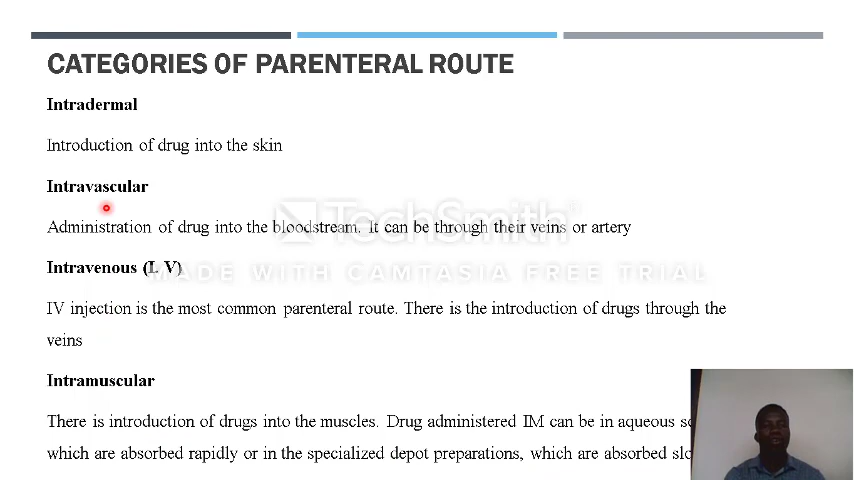 CATEGORIES OF PARENTERAL ROUTE
Intradermal
Introduction of drug into the skin
Intravascular
Administration of drug into the bloodstream. It can be through their veins or artery
TechSmith
Intravenous (I. V)
MADE WITH CAMTASIA FREE TRIAL
IV injection is the most common parenteral route. There is the introduction of drugs through the
veins
Intramuscular
There is introduction of drugs into the muscles. Drug administered IM can be in aqueous
which are absorbed rapidly or in the specialized depot preparations, which are absorbed